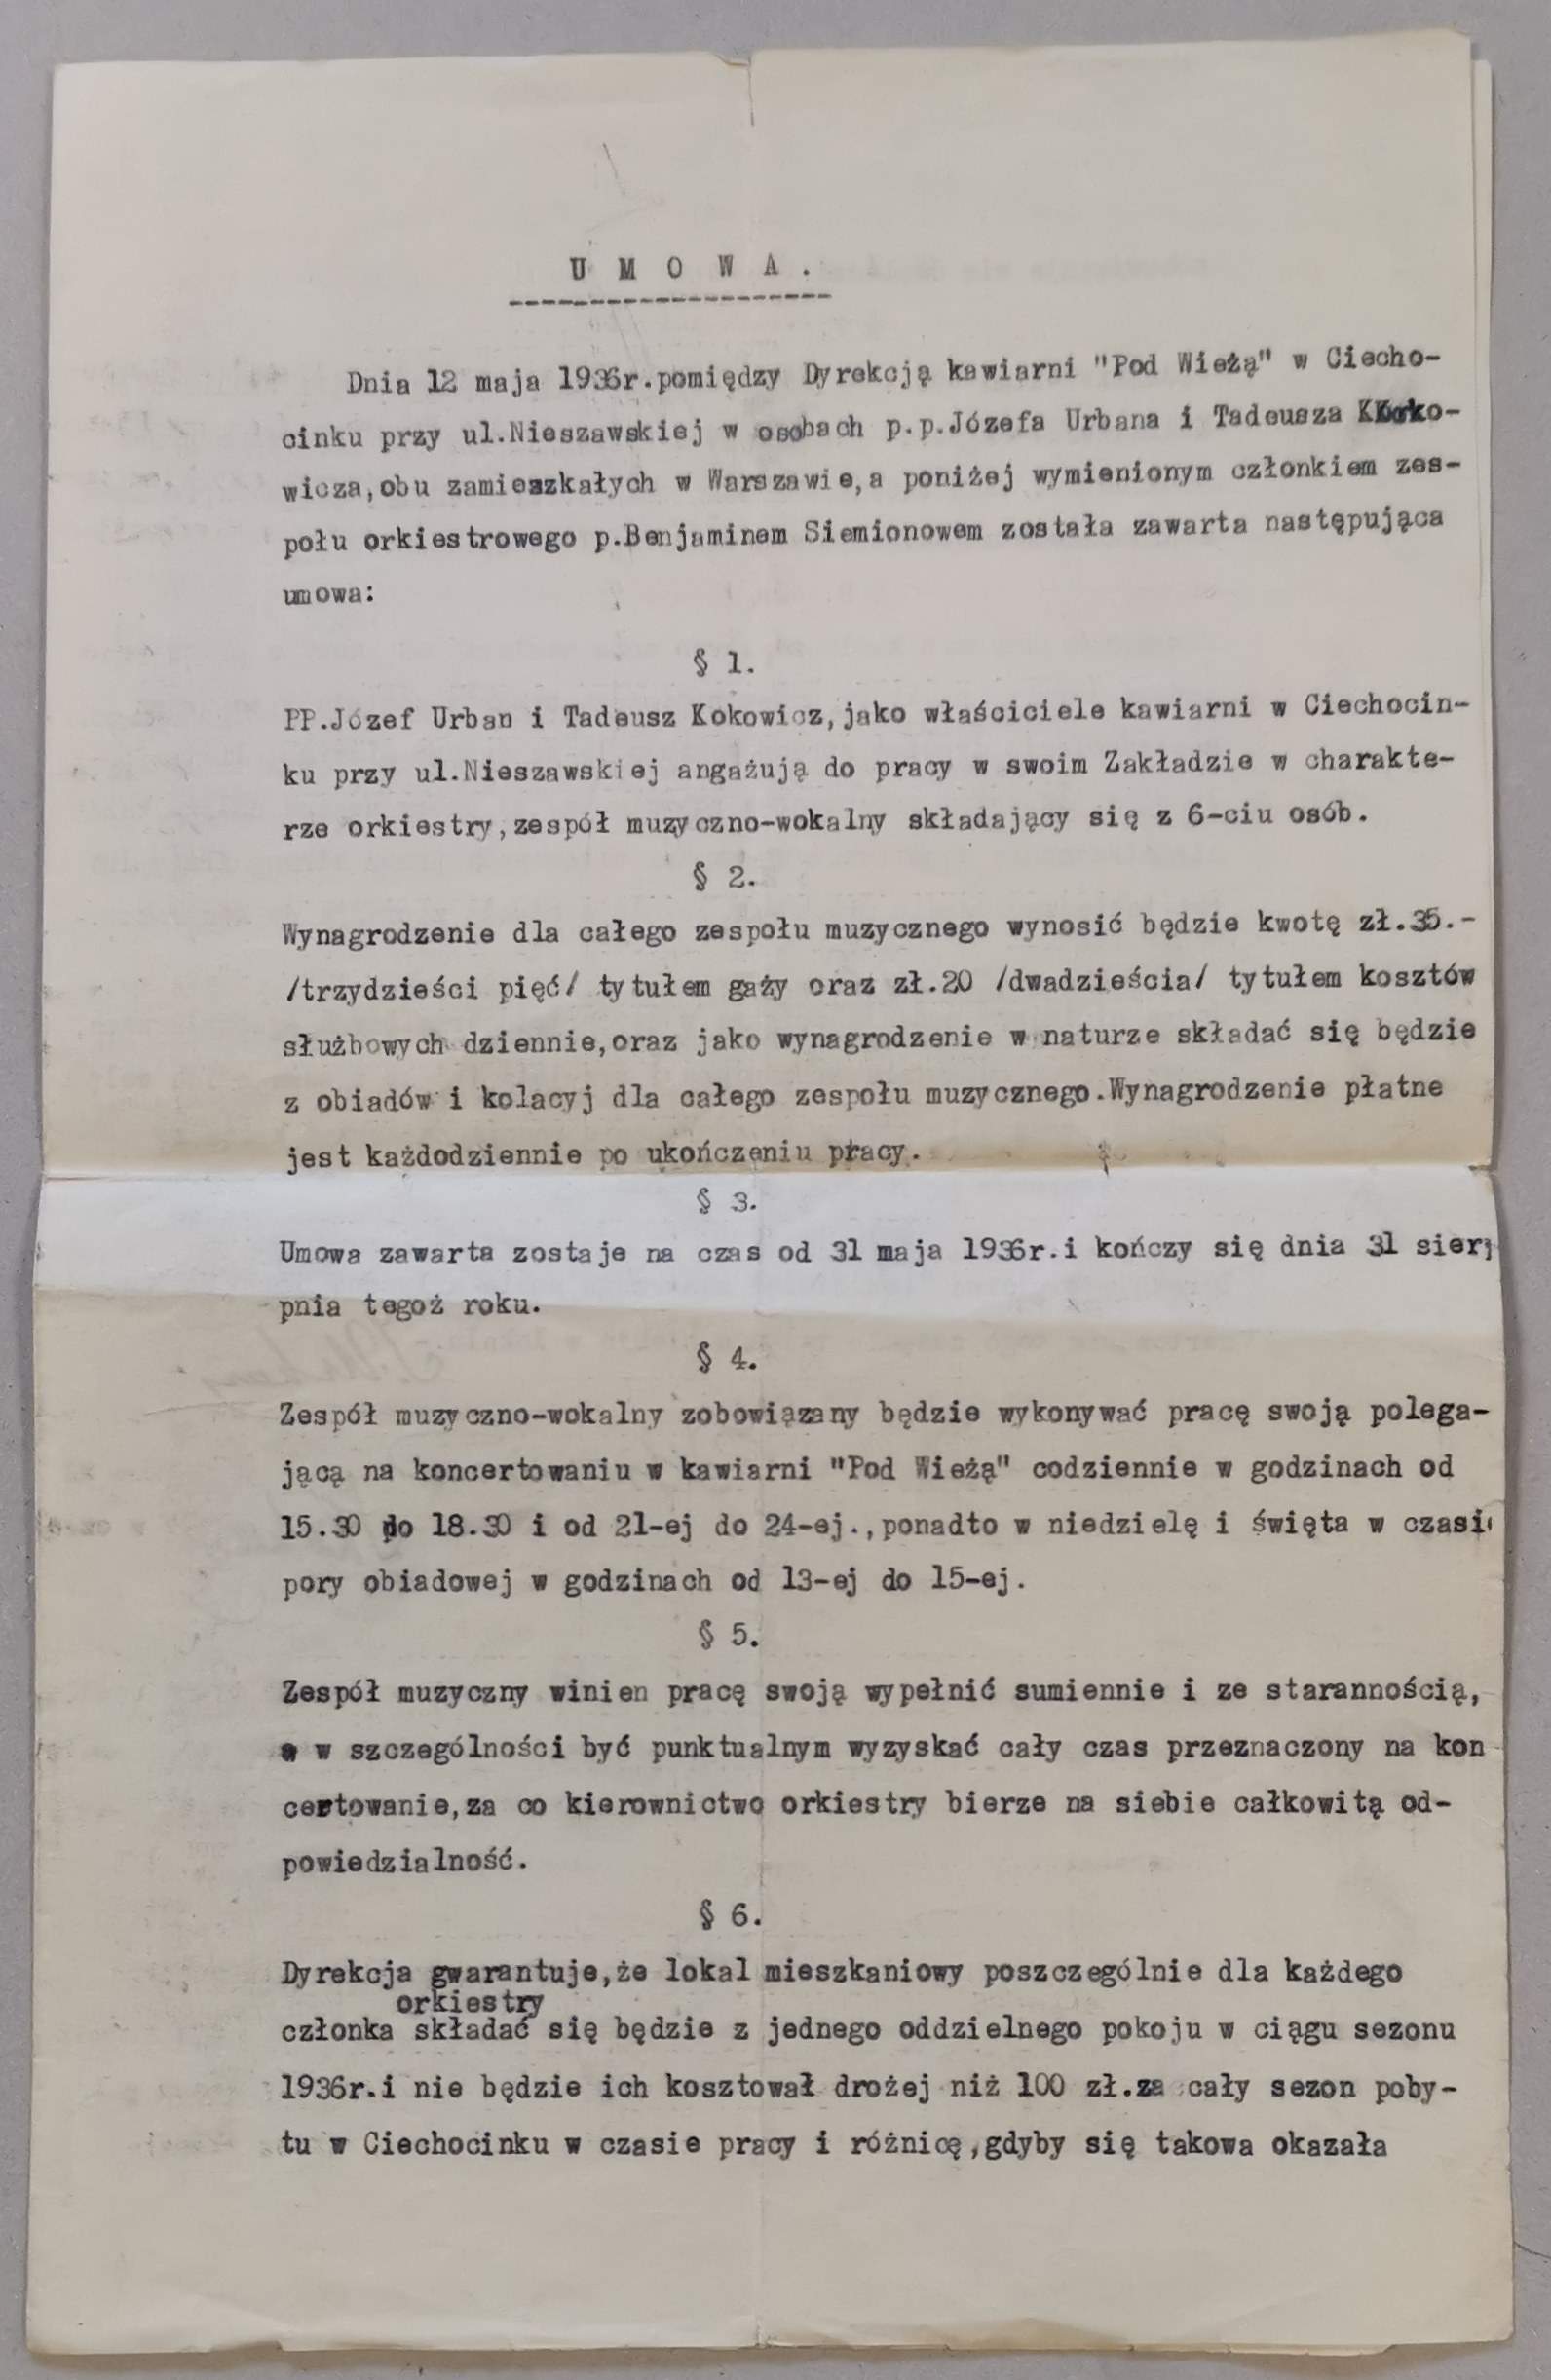 U M O W A .
--------------------
Dnia 12 maja 1936r.pomiędzy Dyrekcją kawiarni "Pod Wieżą" w Ciecho-
cinku przy ul.Nieszawskiej w osobach p.p.Józefa Urbana i Tadeusza Koko-
wicza,obu zamieszkałych w Warszawie,a poniżej wymienionym członkiem zes-
połu orkiestrowego p.Benjaminem Siemionowem została zawarta następująca
umowa:
§ 1.
PP.Józef Urban i Tadeusz Kokowicz,jako właściciele kawiarni w Ciechocin-
ku przy ul.Nieszawskiej angażują do pracy w swoim Zakładzie w charakte-
rze orkiestry,zespół muzyczno-wokalny składający się z 6-ciu osób.
§ 2.
Wynagrodzenie dla całego zespołu muzycznego wynosić będzie kwotę zł.35.-
/trzydzieści pięć/ tytułem gaży oraz zł.20 /dwadzieścia/ tytułem kosztów
służbowych dziennie,oraz jako wynagrodzenie w naturze składać się będzie
z obiadów i kolacyj dla całego zespołu muzycznego.Wynagrodzenie płatne
jest każdodziennie po ukończeniu pracy.
§ 3.
Umowa zawarta zostaje na czas od 31 maja 1936r.i kończy się dnia 31 sier
pnia tegoż roku.
§ 4.
Zespół muzyczno-wokalny zobowiązany będzie wykonywać pracę swoją polega-
jącą na koncertowaniu w kawiarni "Pod Wieżą" codziennie w godzinach od
15.30 do 18.30 i od 21-ej do 24-ej.,ponadto w niedzielę i święta w czasie
pory obiadowej w godzinach od 13-ej do 15-ej.
§ 5.
Zespół muzyczny winien pracę swoją wypełnić sumiennie i ze starannością,
a w szczególności być punktualnym wyzyskać cały czas przeznaczony na kon
certowanie,za co kierownictwo orkiestry bierze na siebie całkowitą od-
powiedzialność.
§ 6.
Dyrekcja gwarantuje,że lokal mieszkaniowy poszczególnie dla każdego
orkiestry
członka składać się będzie z jednego oddzielnego pokoju w ciągu sezonu
1936r.i nie będzie ich kosztował drożej niż 100 zł.za cały sezon poby-
tu w Ciechocinku w czasie pracy i różnicę,gdyby się takowa okazała